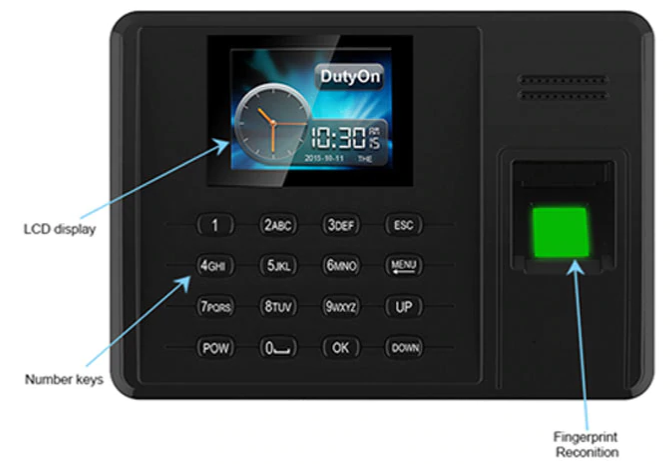 DutyOn
10:30 AM
15
2015-10-11 THE
LCD display
1 2ABC 3DEF ESC
4GHI 5JKL 6MNO MENU
7PQRS 8TUV 9WXYZ UP
POW 0 OK DOWN
Number keys
Fingerprint
Reconition